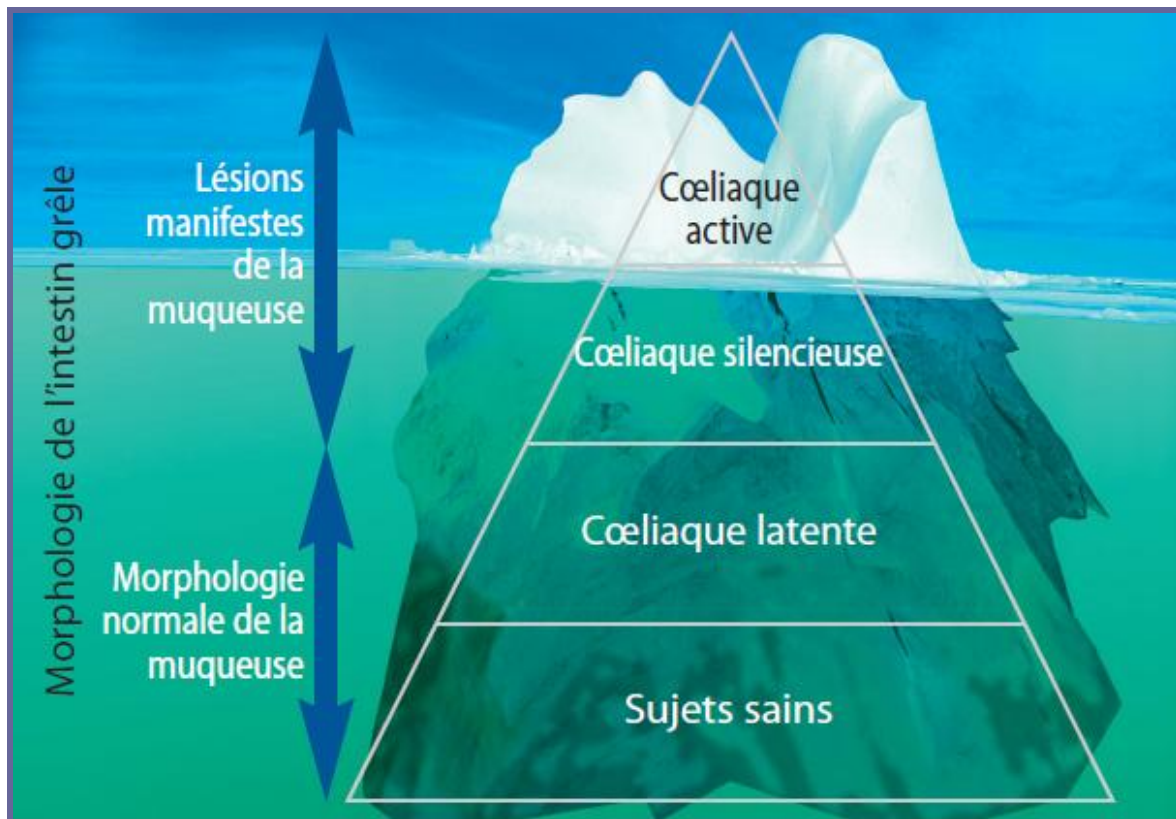 Morphologie de l'intestin grêle
Lésions
manifestes
de la
muqueuse
Morphologie
normale de la
muqueuse
Cœliaque
active
Cœliaque silencieuse
Cœliaque latente
Sujets sains